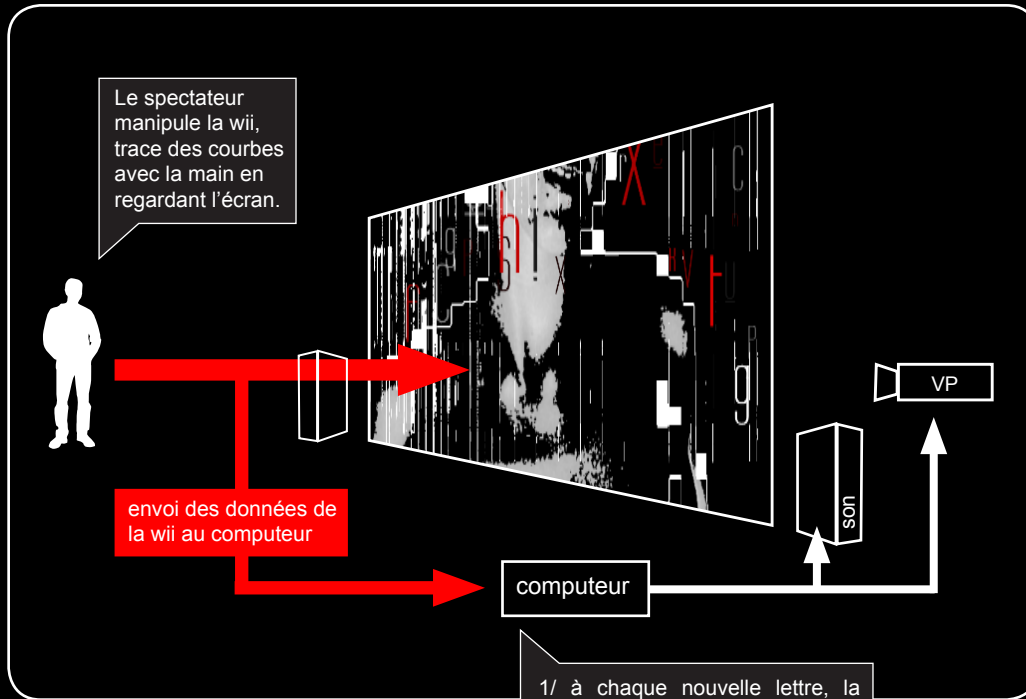 Le spectateur
manipule la wii,
trace des courbes
avec la main en
regardant l'écran.
h
X
x
VP
son
envoi des données de
la wii au computeur
computeur
1/ à chaque nouvelle lettre, la